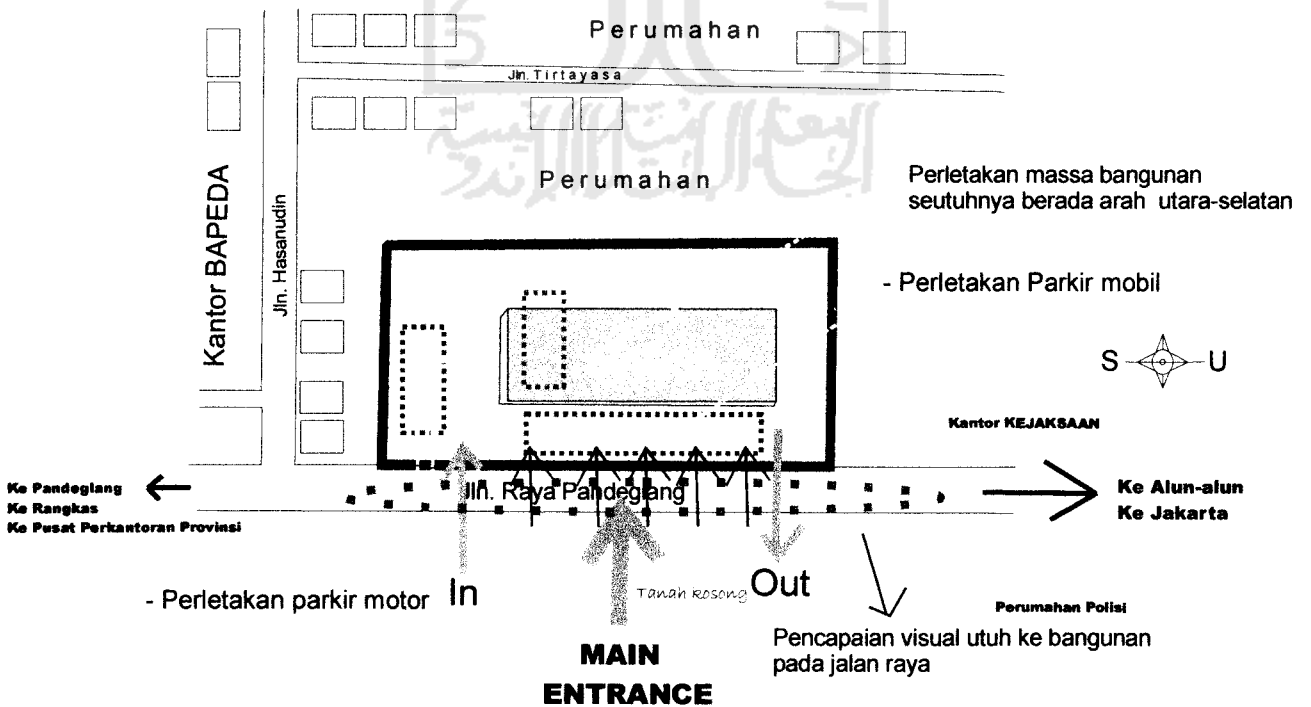 Perumahan
Jln. Tirtayasa
Perumahan
Perletakan massa bangunan
seutuhnya berada arah utara-selatan
Kantor BAPEDA
Jln. Hasanudin
- Perletakan Parkir mobil
S
U
Kantor KEJAKSAAN
Ke Pandeglang
Ke Rangkas
Ke Pusat Perkantoran Provinsi
Jln. Raya Pandeglang
Ke Alun-alun
Ke Jakarta
- Perletakan parkir motor
In
Tanah kosong
Out
Perumahan Polisi
Pencapaian visual utuh ke bangunan
pada jalan raya
MAIN
ENTRANCE